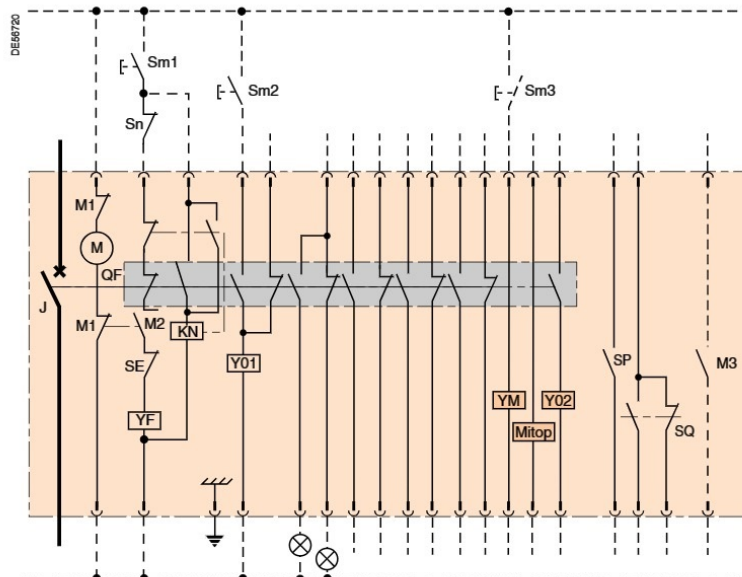 DE56720
Sm1
Sm2
Sm3
Sn
M1
M
QF
J
M1
M2
KN
SE
Y01
SP
M3
YF
YM
Y02
Mitop
SQ